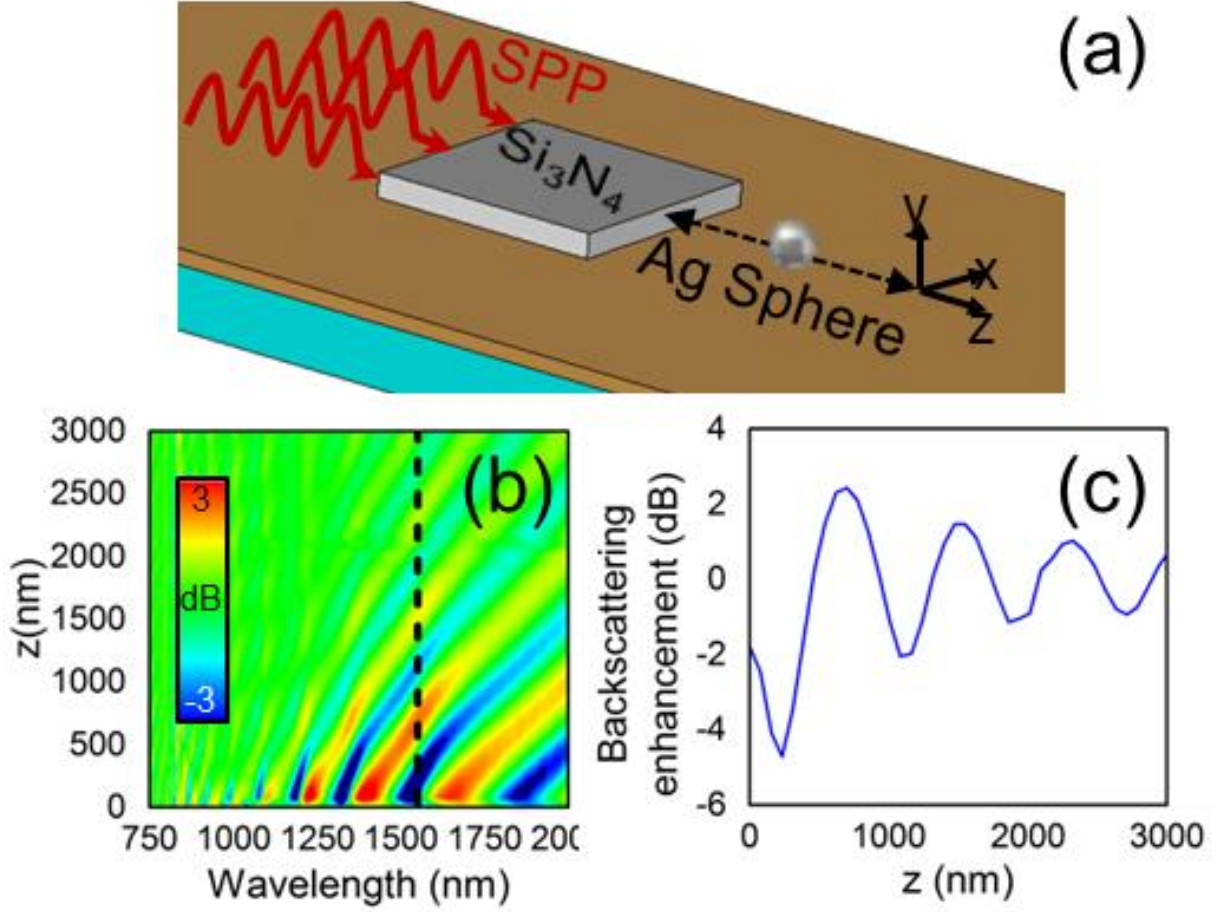 (a)
SPP
Si3N4
Ag Sphere
y
x
z
(b)
z(nm)
3000
2500
2000
1500
1000
500
0
3
dB
-3
750 1000 1250 1500 1750 200
Wavelength (nm)
(c)
Backscattering
enhancement (dB)
4
2
0
-2
-4
-6
0 1000 2000 3000
z (nm)